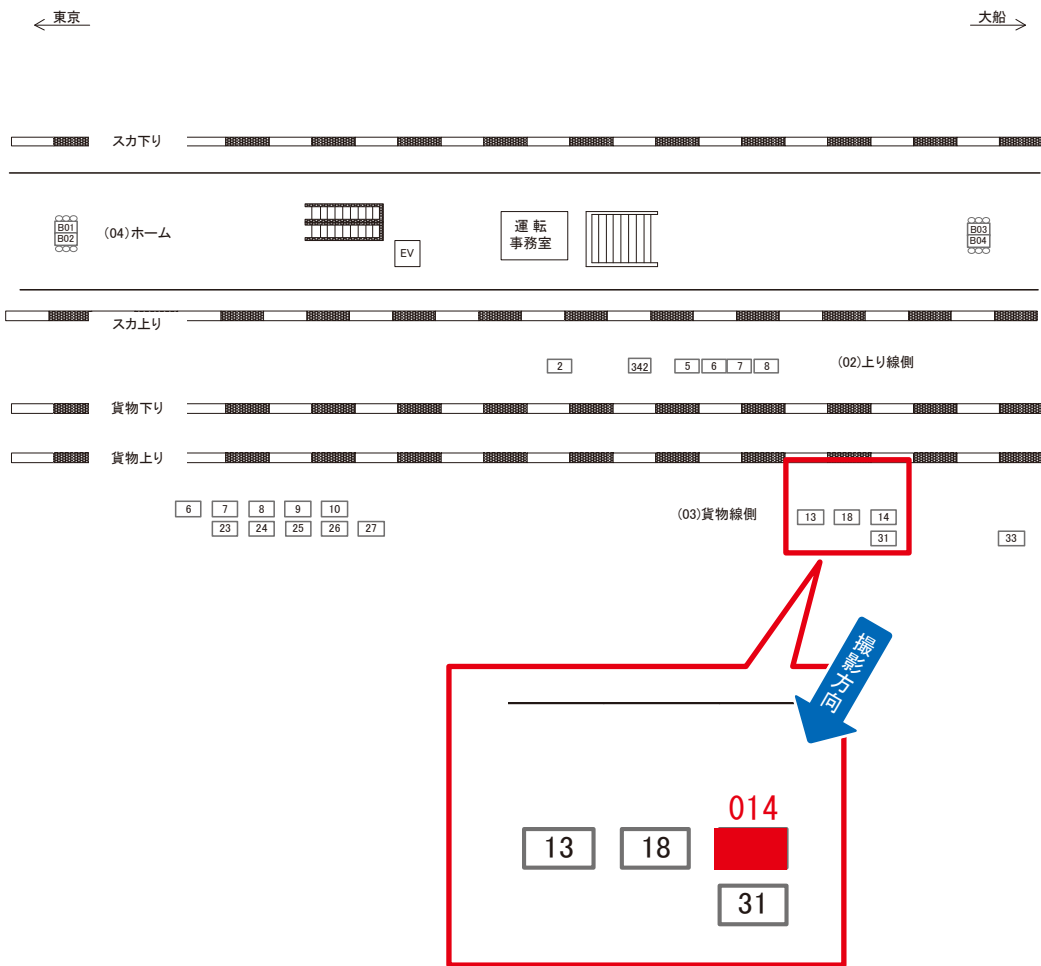 東京
大船
スカ下り
B01
B02
(04)ホーム
EV
運 転
事務室
B03
B04
スカ上り
2
342
5
6
7
8
(02)上り線側
貨物下り
貨物上り
6
7
8
9
10
23
24
25
26
27
(03)貨物線側
13
18
14
31
33
撮影方向
014
13
18
31